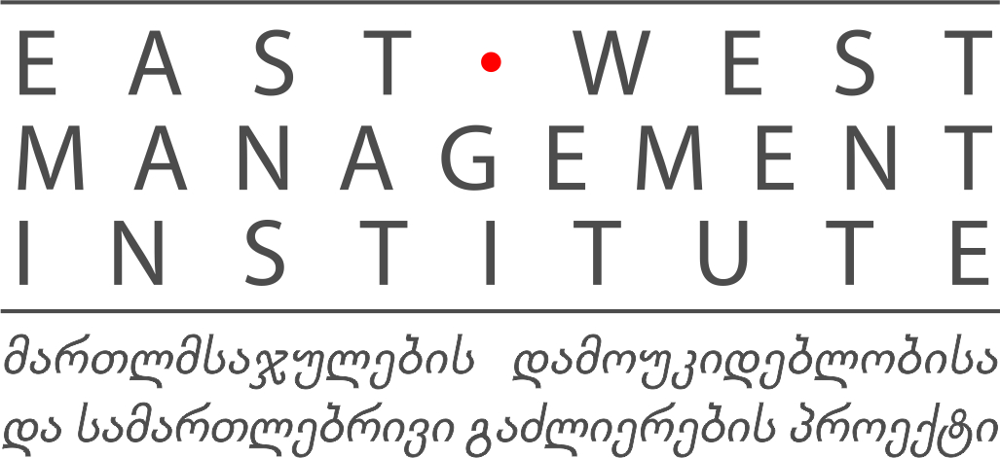 EAST•WEST
MANAGEMENT
INSTITUTE
მართლმსაჯულების დამოუკიდებლობისა
და სამართლებრივი გაძლიერების პროექტი